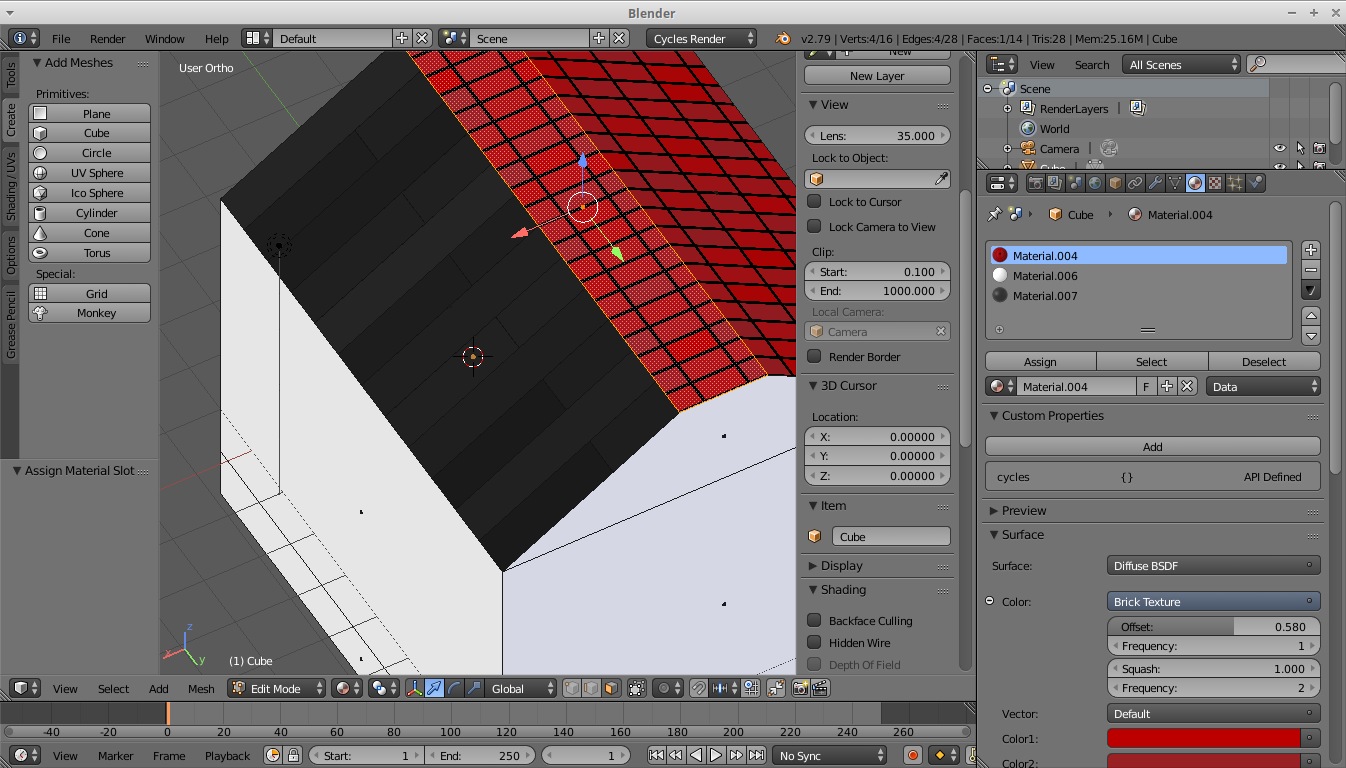 Blender
File Render Window Help Default Scene Cycles Render v2.79 | Verts:4/16 | Edges:4/28 | Faces:1/14 | Tris:28 | Mem:25.16M | Cube
Tools
Create
Shading / UVs
Options
Grease Pencil
Add Meshes
Primitives:
Plane
Cube
Circle
UV Sphere
Ico Sphere
Cylinder
Cone
Torus
Special:
Grid
Monkey
Assign Material Slot
User Ortho
z
x
y
(1) Cube
New
New Layer
View
Lens: 35.000
Lock to Object:
Lock to Cursor
Lock Camera to View
Clip:
Start: 0.100
End: 1000.000
Local Camera:
Camera
Render Border
3D Cursor
Location:
X: 0.00000
Y: 0.00000
Z: 0.00000
Item
Cube
Display
Shading
Backface Culling
Hidden Wire
Depth Of Field
View Select Add Mesh Edit Mode Global
-40 -20 0 20 40 60 80 100 120 140 160 180 200 220 240 260
View Marker Frame Playback Start: 1 End: 250 1 No Sync
View Search All Scenes
Scene
RenderLayers
World
Camera
Cube
Cube Material.004
Material.004
Material.006
Material.007
Assign Select Deselect
Material.004 F Data
Custom Properties
Add
cycles {} API Defined
Preview
Surface
Surface: Diffuse BSDF
Color: Brick Texture
Offset: 0.580
Frequency: 1
Squash: 1.000
Frequency: 2
Vector: Default
Color1:
Color2: